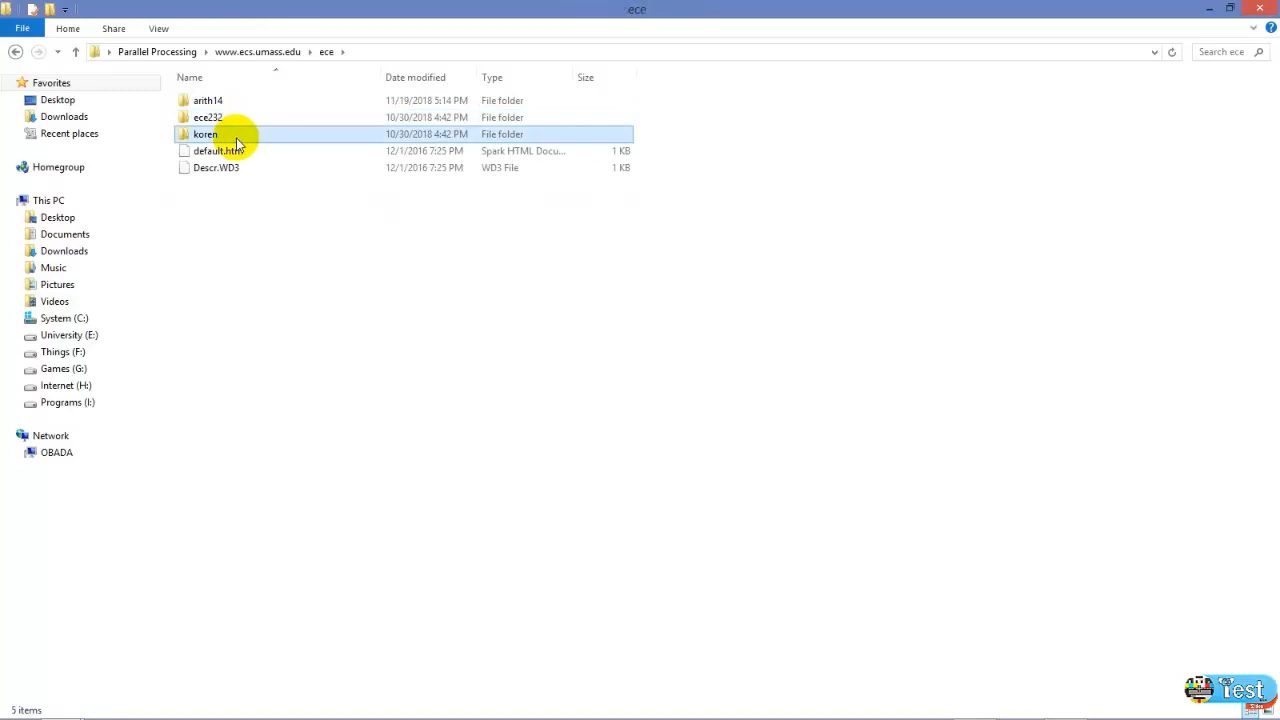 ece
File Home Share View
Parallel Processing www.ecs.umass.edu ece Search ece
Name Date modified Type Size
Favorites
Desktop
Downloads
Recent places
Homegroup
This PC
Desktop
Documents
Downloads
Music
Pictures
Videos
System (C:)
University (E:)
Things (F:)
Games (G:)
Internet (H:)
Programs (I:)
Network
OBADA
arith14 11/19/2018 5:14 PM File folder
ece232 10/30/2018 4:42 PM File folder
koren 10/30/2018 4:42 PM File folder
default.htm 12/1/2016 7:25 PM Spark HTML Docu... 1 KB
Descr.WD3 12/1/2016 7:25 PM WD3 File 1 KB
5 items
Test